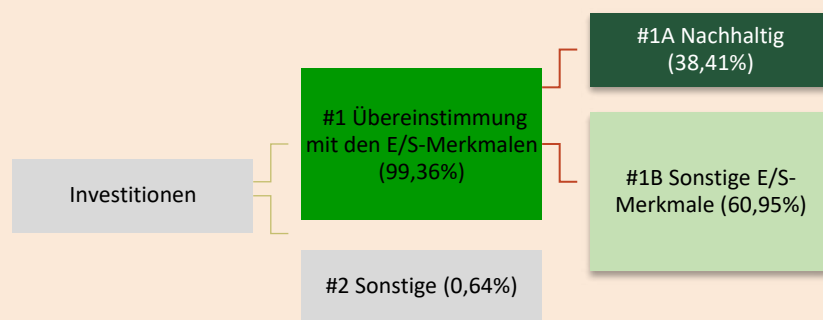 Investitionen
#1 Übereinstimmung
mit den E/S-Merkmalen
(99,36%)
#2 Sonstige (0,64%)
#1A Nachhaltig
(38,41%)
#1B Sonstige E/S-
Merkmale (60,95%)